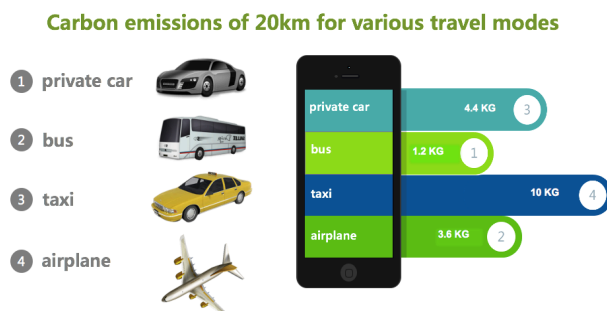 Carbon emissions of 20km for various travel modes
1 private car
2 bus
3 taxi
4 airplane
private car 4.4 KG 3
bus 1.2 KG 1
taxi 10 KG 4
airplane 3.6 KG 2